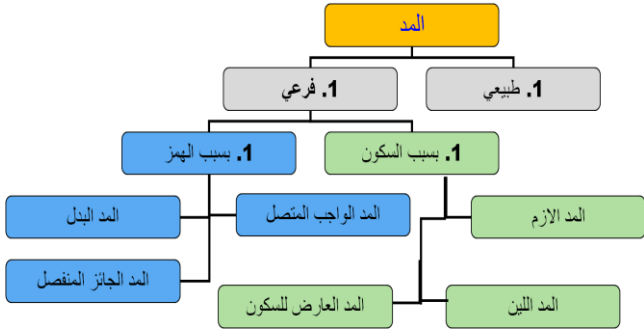 المد
1. طبيعي
1. فرعي
1. بسبب السكون
1. بسبب الهمز
المد الازم
المد الواجب المتصل
المد البدل
المد اللين
المد العارض للسكون
المد الجائز المنفصل